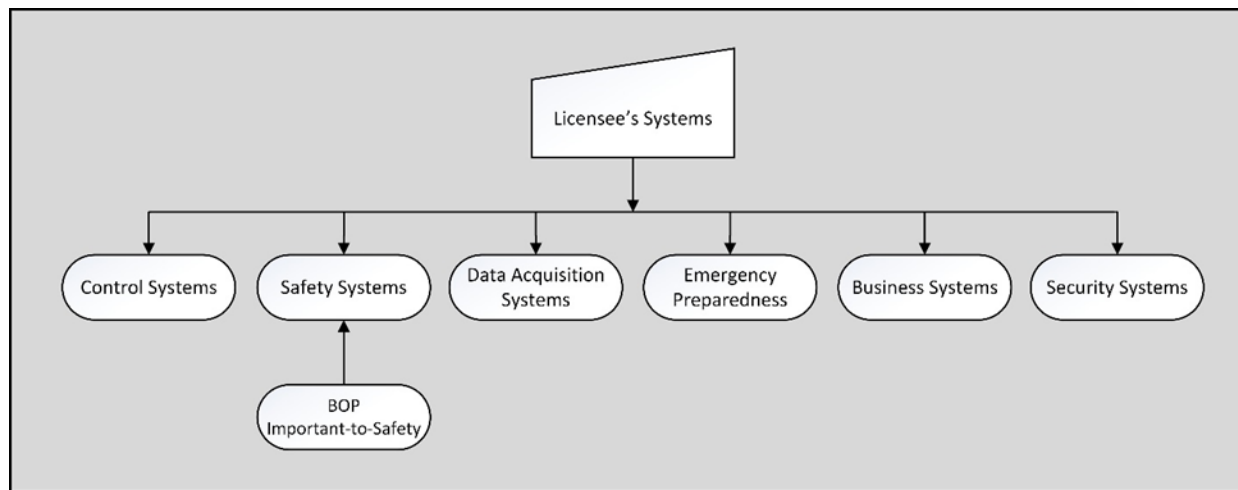 Licensee’s Systems
Control Systems
Safety Systems
Data Acquisition
Systems
Emergency
Preparedness
Business Systems
Security Systems
BOP
Important-to-Safety